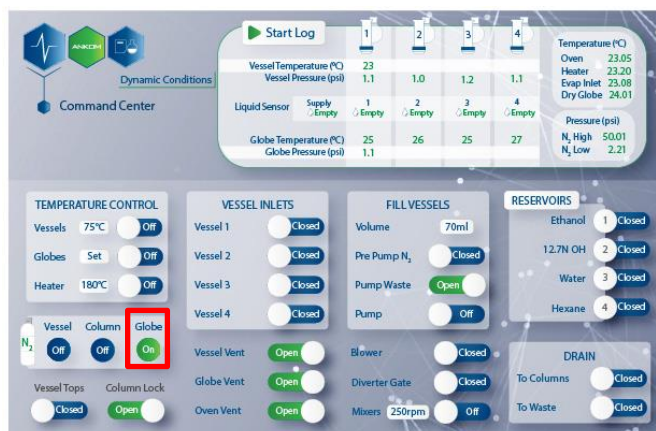 ANKOM
Dynamic Conditions
Command Center
Start Log 1 2 3 4
Vessel Temperature (°C) 23
Vessel Pressure (psi) 1.1 1.0 1.2 1.1
Liquid Sensor Supply Empty 1 Empty 2 Empty 3 Empty 4 Empty
Globe Temperature (°C) 25 26 25 27
Globe Pressure (psi) 1.1
Temperature (°C)
Oven 23.05
Heater 23.20
Evap Inlet 23.08
Dry Globe 24.01
Pressure (psi)
N₂ High 50.01
N₂ Low 2.21
TEMPERATURE CONTROL
Vessels 75°C Off
Globes Set Off
Heater 180°C Off
N₂
Vessel Column Globe
Off Off On
Vessel Tops Column Lock
Closed Open
VESSEL INLETS
Vessel 1 Closed
Vessel 2 Closed
Vessel 3 Closed
Vessel 4 Closed
Vessel Vent Open
Globe Vent Open
Oven Vent Open
FILL VESSELS
Volume 70ml
Pre Pump N₂ Closed
Pump Waste Open
Pump Off
Blower Closed
Diverter Gate Closed
Mixers 250rpm Off
RESERVOIRS
Ethanol 1 Closed
12.7N OH 2 Closed
Water 3 Closed
Hexane 4 Closed
DRAIN
To Columns Closed
To Waste Closed